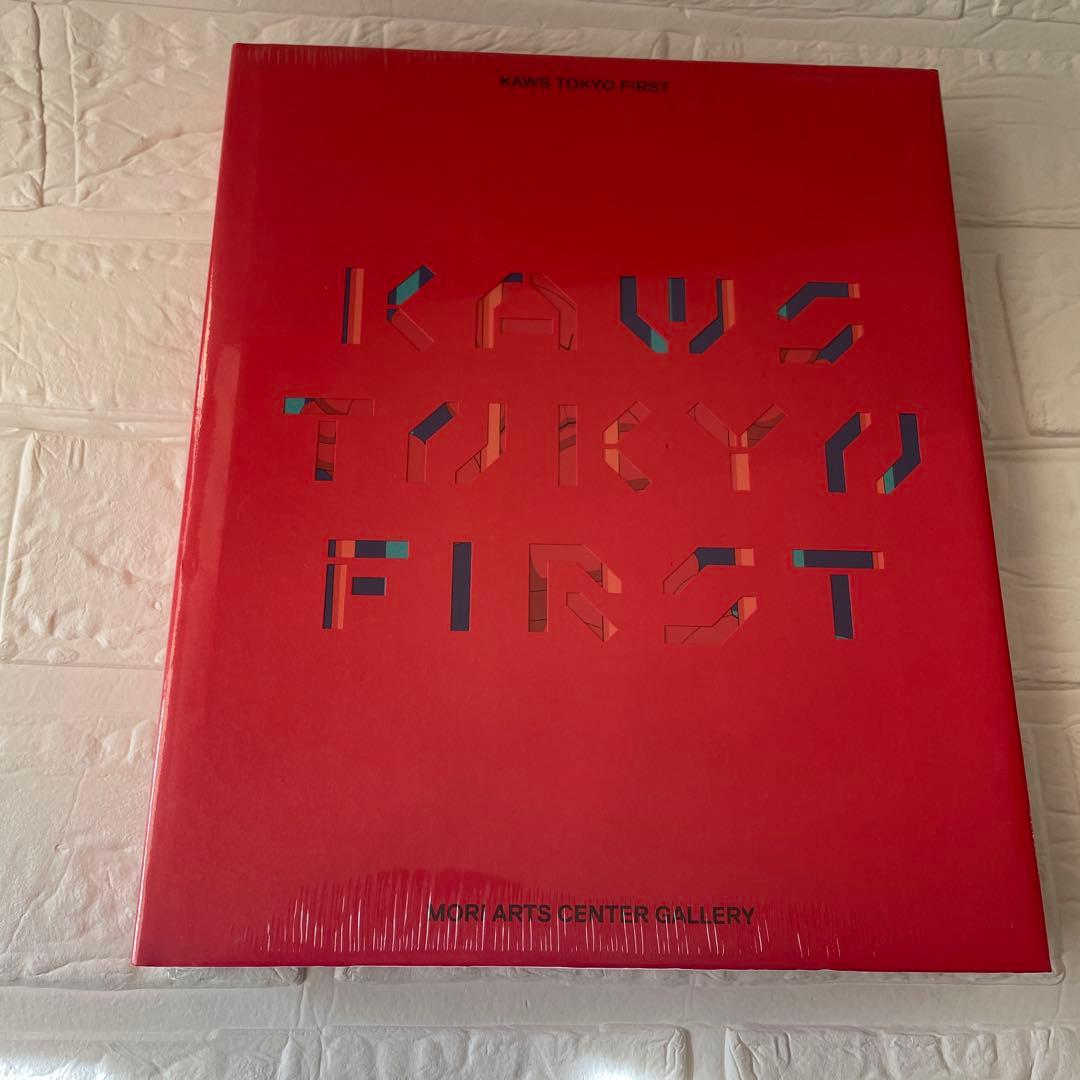 KAWS TOKYO FIRST
KAWS
TOKYO
FIRST
MORI ARTS CENTER GALLERY